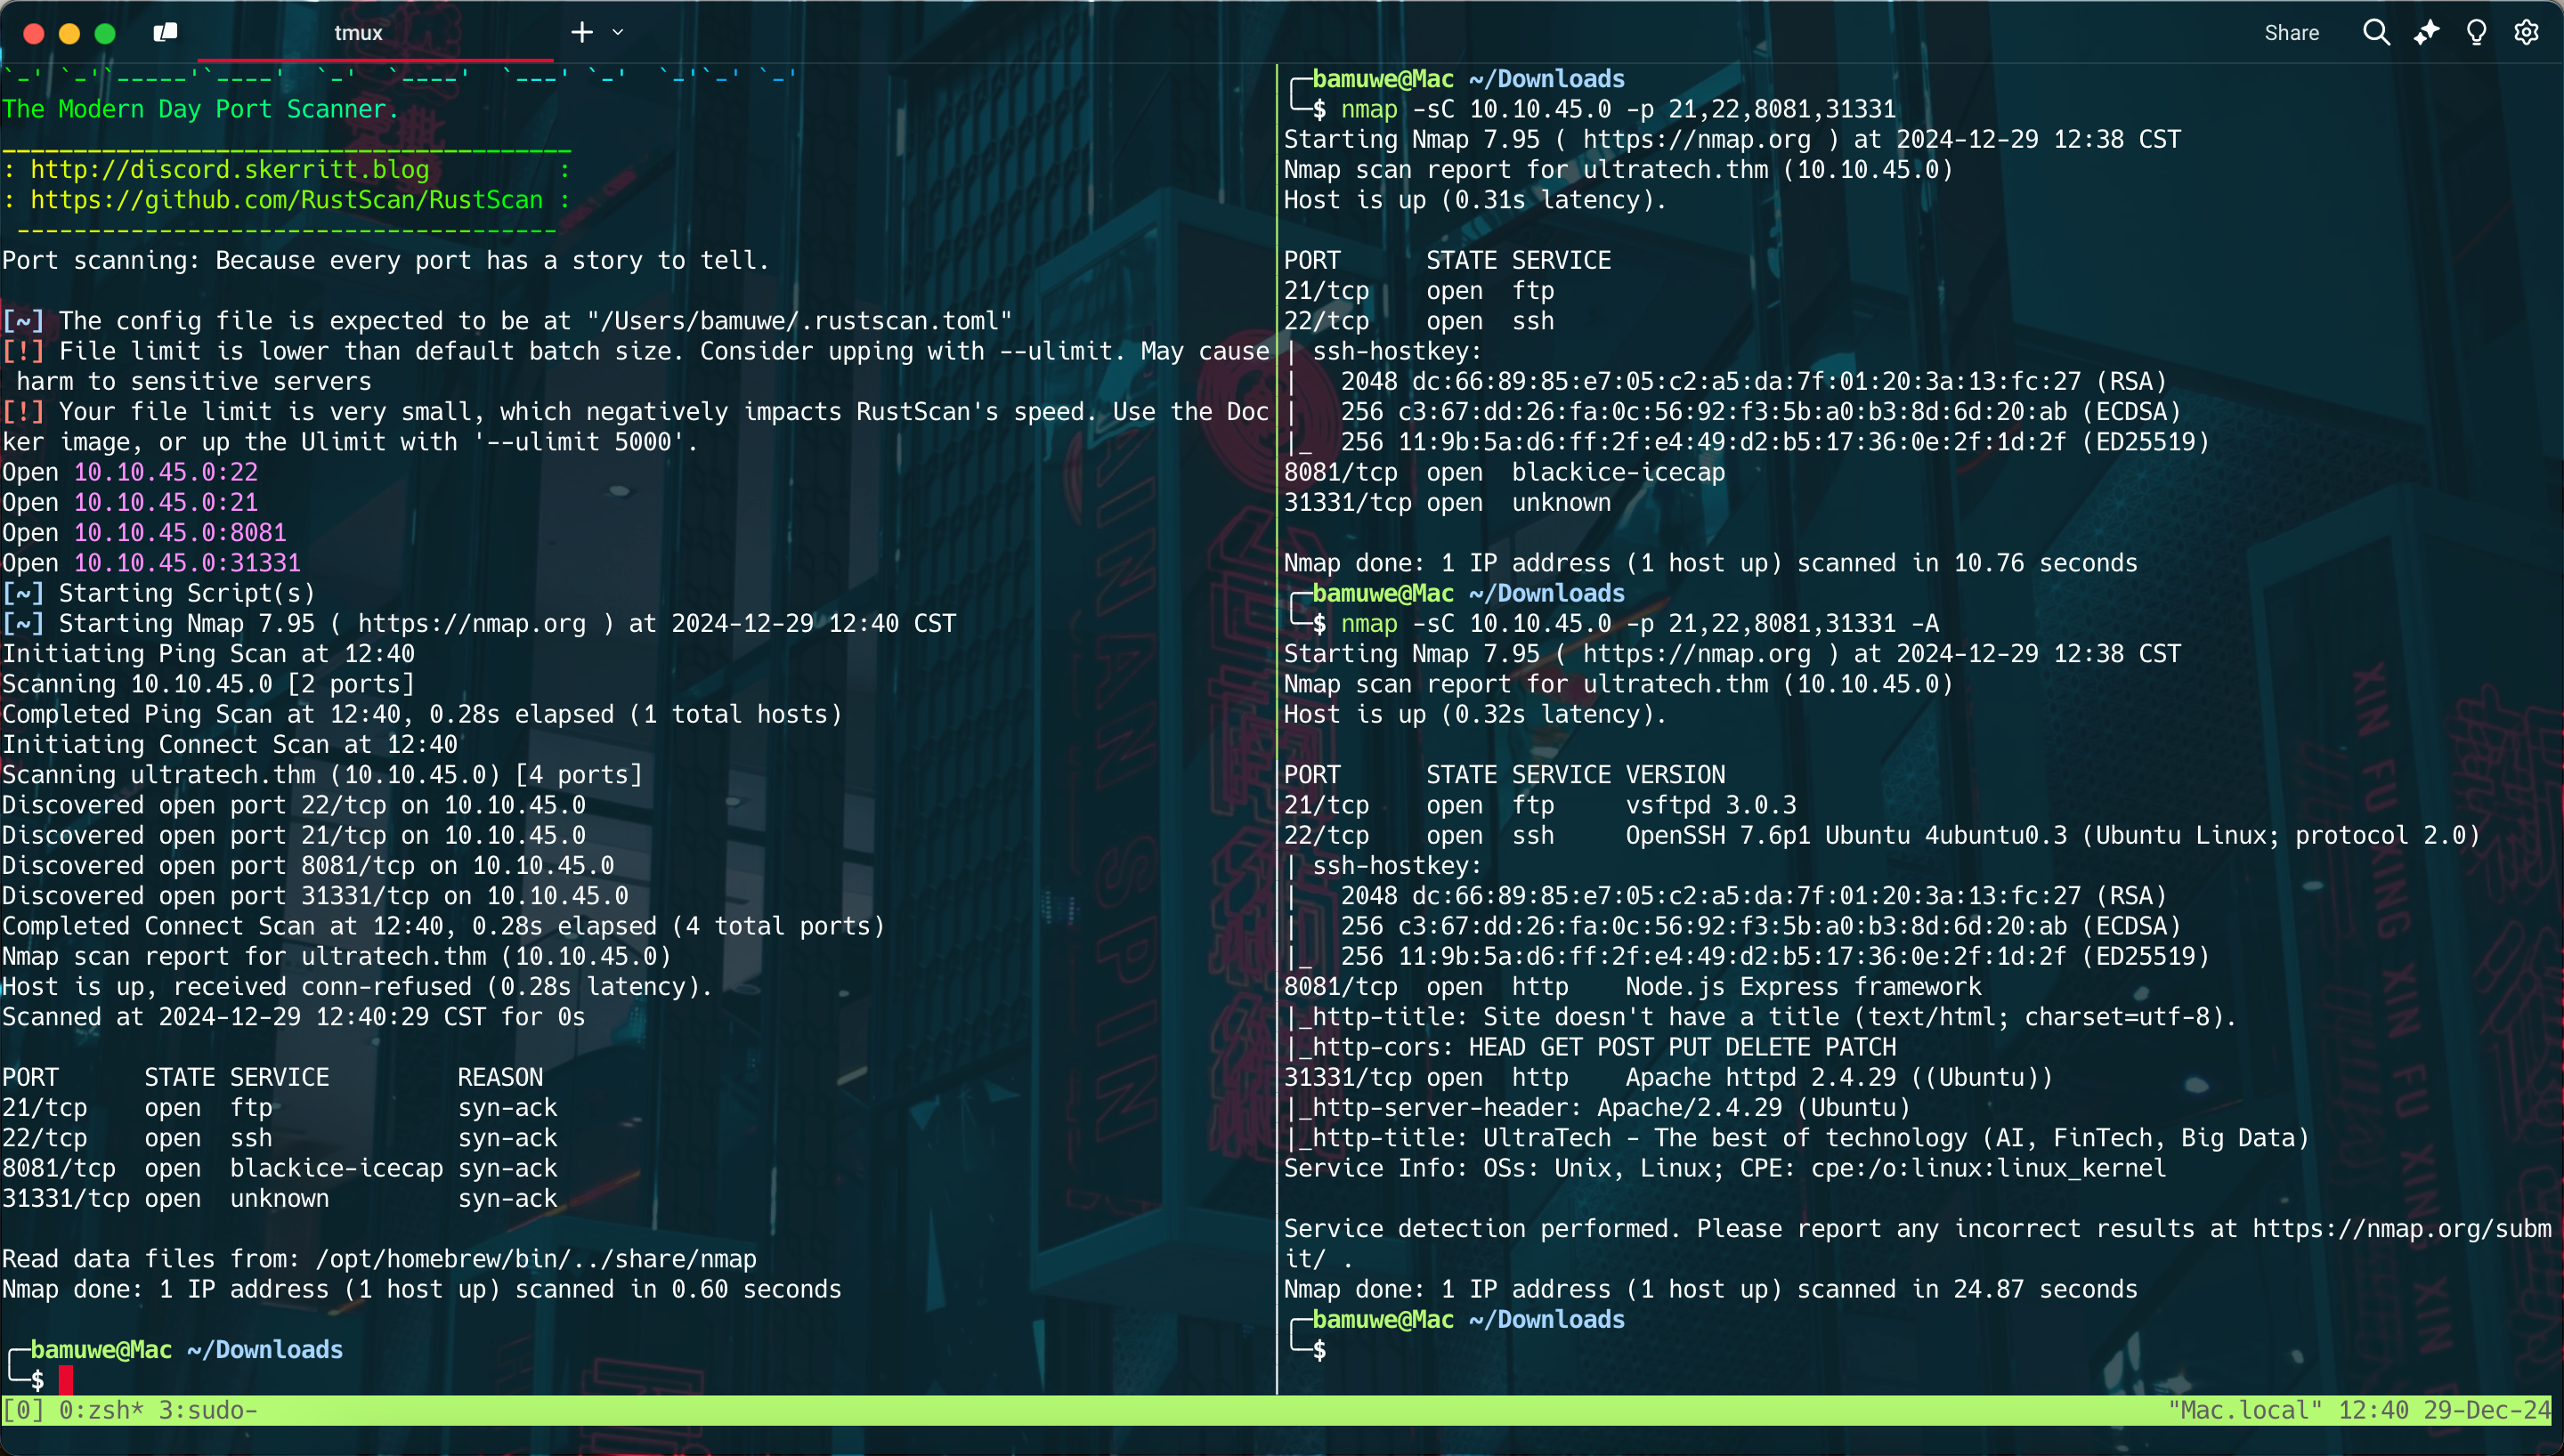 tmux
Share
`-' `-'`-----'`----'  `-'  `----'  `---' `-'  `-'`-' `-'
The Modern Day Port Scanner.
________________________________________
: http://discord.skerritt.blog         :
: https://github.com/RustScan/RustScan :
 --------------------------------------
Port scanning: Because every port has a story to tell.
[~] The config file is expected to be at "/Users/bamuwe/.rustscan.toml"
[!] File limit is lower than default batch size. Consider upping with --ulimit. May cause
 harm to sensitive servers
[!] Your file limit is very small, which negatively impacts RustScan's speed. Use the Doc
ker image, or up the Ulimit with '--ulimit 5000'.
Open 10.10.45.0:22
Open 10.10.45.0:21
Open 10.10.45.0:8081
Open 10.10.45.0:31331
[~] Starting Script(s)
[~] Starting Nmap 7.95 ( https://nmap.org ) at 2024-12-29 12:40 CST
Initiating Ping Scan at 12:40
Scanning 10.10.45.0 [2 ports]
Completed Ping Scan at 12:40, 0.28s elapsed (1 total hosts)
Initiating Connect Scan at 12:40
Scanning ultratech.thm (10.10.45.0) [4 ports]
Discovered open port 22/tcp on 10.10.45.0
Discovered open port 21/tcp on 10.10.45.0
Discovered open port 8081/tcp on 10.10.45.0
Discovered open port 31331/tcp on 10.10.45.0
Completed Connect Scan at 12:40, 0.28s elapsed (4 total ports)
Nmap scan report for ultratech.thm (10.10.45.0)
Host is up, received conn-refused (0.28s latency).
Scanned at 2024-12-29 12:40:29 CST for 0s
PORT      STATE SERVICE         REASON
21/tcp    open  ftp             syn-ack
22/tcp    open  ssh             syn-ack
8081/tcp  open  blackice-icecap syn-ack
31331/tcp open  unknown         syn-ack
Read data files from: /opt/homebrew/bin/../share/nmap
Nmap done: 1 IP address (1 host up) scanned in 0.60 seconds
╭─bamuwe@Mac ~/Downloads
╰─$
╭─bamuwe@Mac ~/Downloads
╰─$ nmap -sC 10.10.45.0 -p 21,22,8081,31331
Starting Nmap 7.95 ( https://nmap.org ) at 2024-12-29 12:38 CST
Nmap scan report for ultratech.thm (10.10.45.0)
Host is up (0.31s latency).
PORT      STATE SERVICE
21/tcp    open  ftp
22/tcp    open  ssh
| ssh-hostkey:
|   2048 dc:66:89:85:e7:05:c2:a5:da:7f:01:20:3a:13:fc:27 (RSA)
|   256 c3:67:dd:26:fa:0c:56:92:f3:5b:a0:b3:8d:6d:20:ab (ECDSA)
|_  256 11:9b:5a:d6:ff:2f:e4:49:d2:b5:17:36:0e:2f:1d:2f (ED25519)
8081/tcp  open  blackice-icecap
31331/tcp open  unknown
Nmap done: 1 IP address (1 host up) scanned in 10.76 seconds
╭─bamuwe@Mac ~/Downloads
╰─$ nmap -sC 10.10.45.0 -p 21,22,8081,31331 -A
Starting Nmap 7.95 ( https://nmap.org ) at 2024-12-29 12:38 CST
Nmap scan report for ultratech.thm (10.10.45.0)
Host is up (0.32s latency).
PORT      STATE SERVICE VERSION
21/tcp    open  ftp     vsftpd 3.0.3
22/tcp    open  ssh     OpenSSH 7.6p1 Ubuntu 4ubuntu0.3 (Ubuntu Linux; protocol 2.0)
| ssh-hostkey:
|   2048 dc:66:89:85:e7:05:c2:a5:da:7f:01:20:3a:13:fc:27 (RSA)
|   256 c3:67:dd:26:fa:0c:56:92:f3:5b:a0:b3:8d:6d:20:ab (ECDSA)
|_  256 11:9b:5a:d6:ff:2f:e4:49:d2:b5:17:36:0e:2f:1d:2f (ED25519)
8081/tcp  open  http    Node.js Express framework
|_http-title: Site doesn't have a title (text/html; charset=utf-8).
|_http-cors: HEAD GET POST PUT DELETE PATCH
31331/tcp open  http    Apache httpd 2.4.29 ((Ubuntu))
|_http-server-header: Apache/2.4.29 (Ubuntu)
|_http-title: UltraTech - The best of technology (AI, FinTech, Big Data)
Service Info: OSs: Unix, Linux; CPE: cpe:/o:linux:linux_kernel
Service detection performed. Please report any incorrect results at https://nmap.org/subm
it/ .
Nmap done: 1 IP address (1 host up) scanned in 24.87 seconds
╭─bamuwe@Mac ~/Downloads
╰─$
[0] 0:zsh* 3:sudo-
"Mac.local" 12:40 29-Dec-24